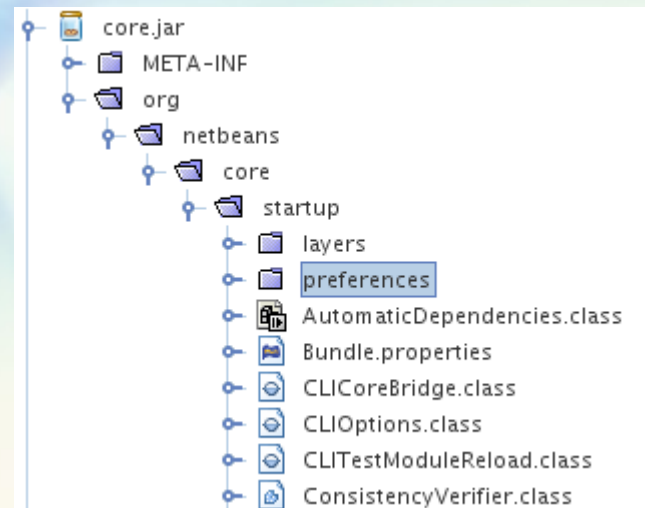 core.jar
META-INF
org
netbeans
core
startup
layers
preferences
AutomaticDependencies.class
Bundle.properties
CLICoreBridge.class
CLIOptions.class
CLITestModuleReload.class
ConsistencyVerifier.class